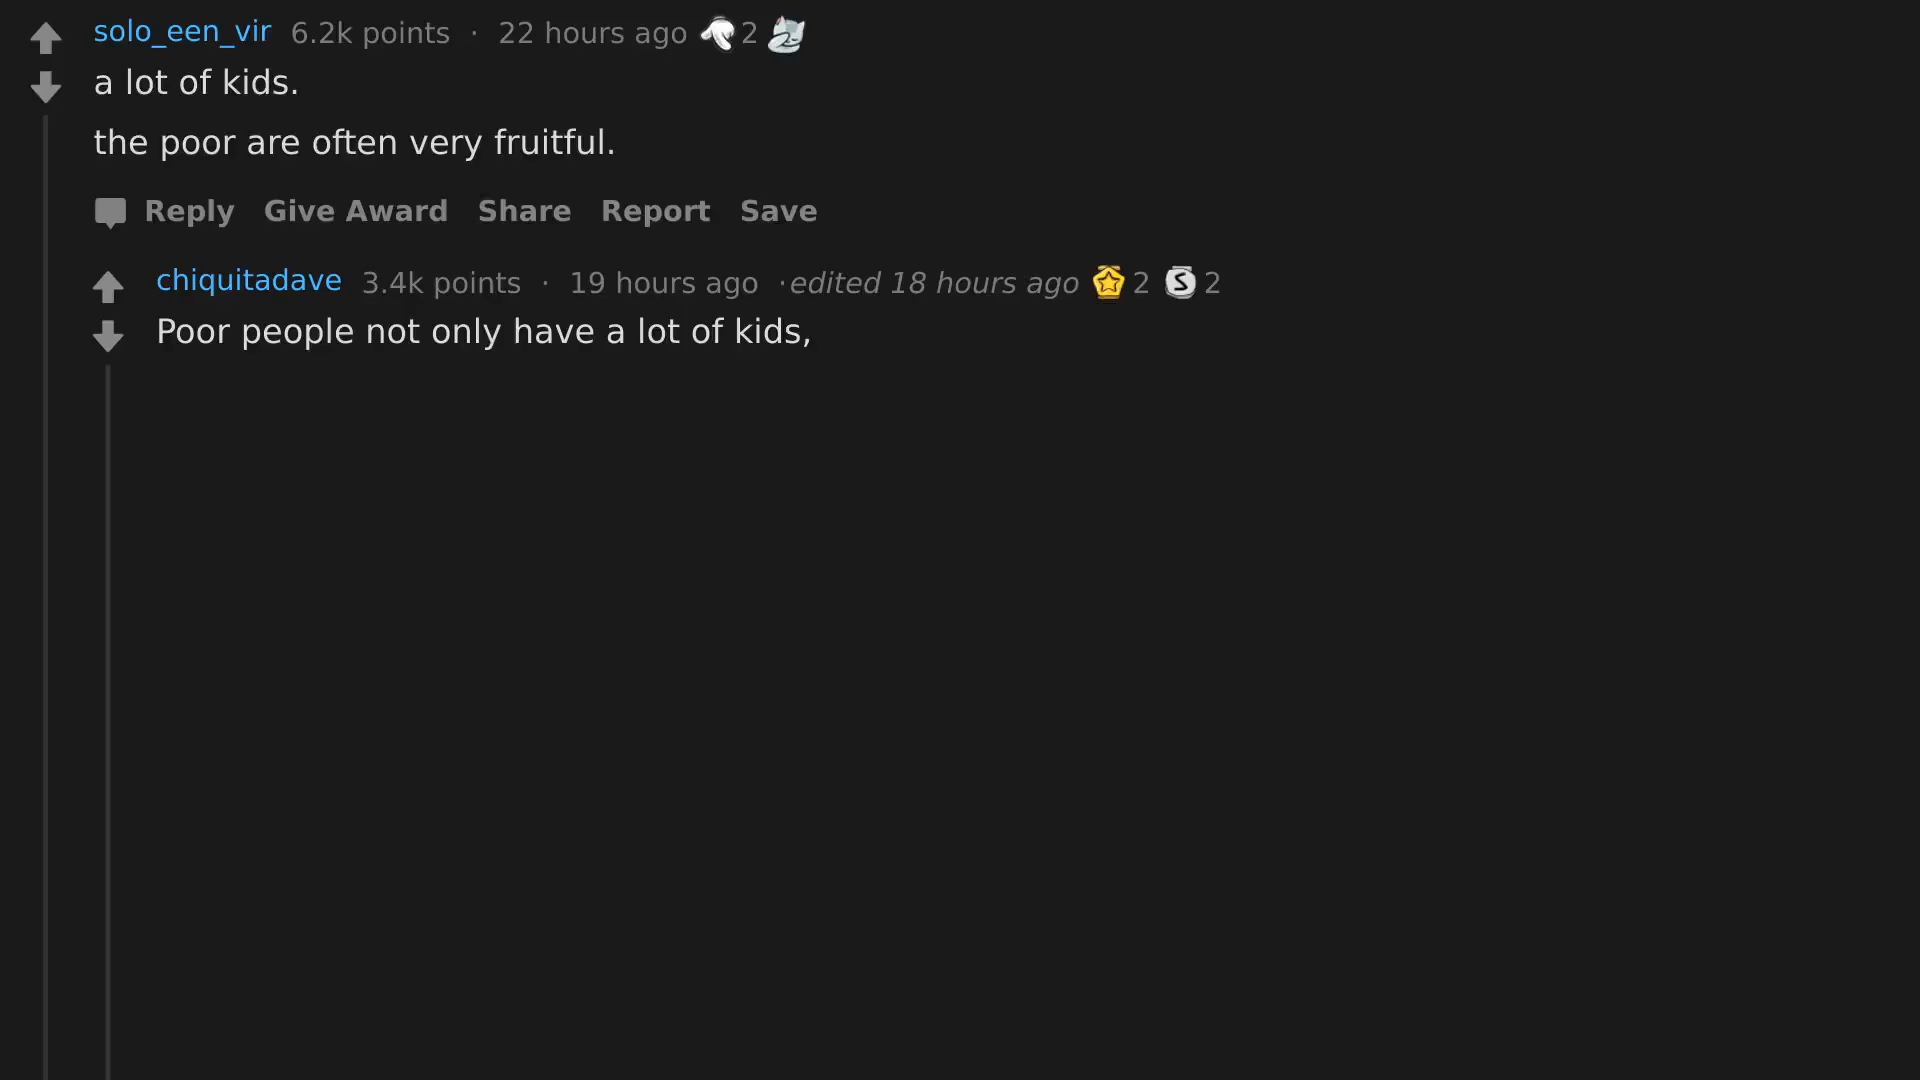 solo_een_vir 6.2k points · 22 hours ago 2
a lot of kids.
the poor are often very fruitful.
Reply Give Award Share Report Save
chiquitadave 3.4k points · 19 hours ago ·edited 18 hours ago 2 S 2
Poor people not only have a lot of kids,